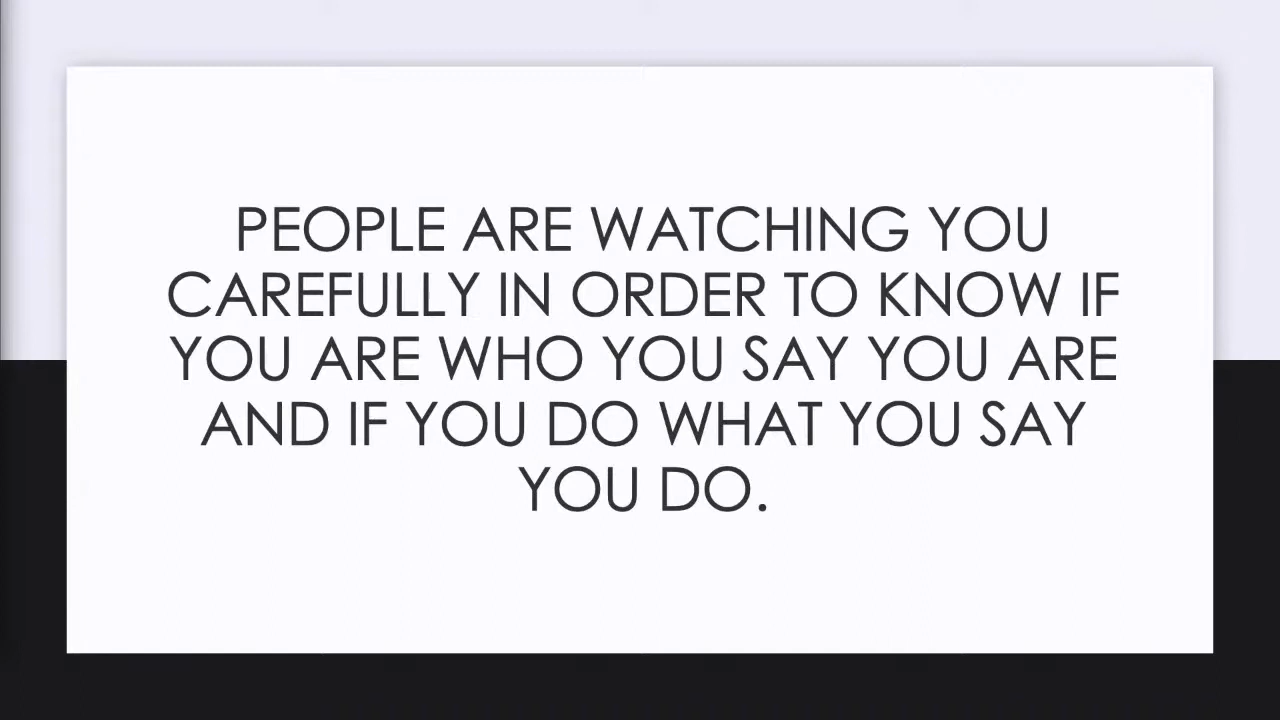 PEOPLE ARE WATCHING YOU
CAREFULLY IN ORDER TO KNOW IF
YOU ARE WHO YOU SAY YOU ARE
AND IF YOU DO WHAT YOU SAY
YOU DO.